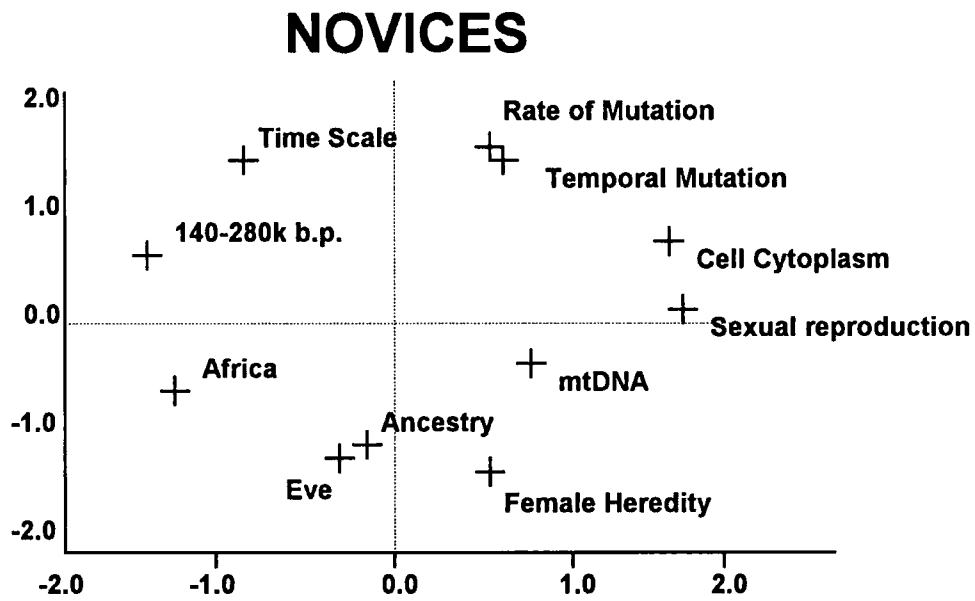 NOVICES
2.0
Rate of Mutation
Time Scale
Temporal Mutation
1.0
140-280k b.p.
Cell Cytoplasm
0.0
Sexual reproduction
Africa
mtDNA
-1.0
Ancestry
Eve
Female Heredity
-2.0
-2.0 -1.0 0.0 1.0 2.0